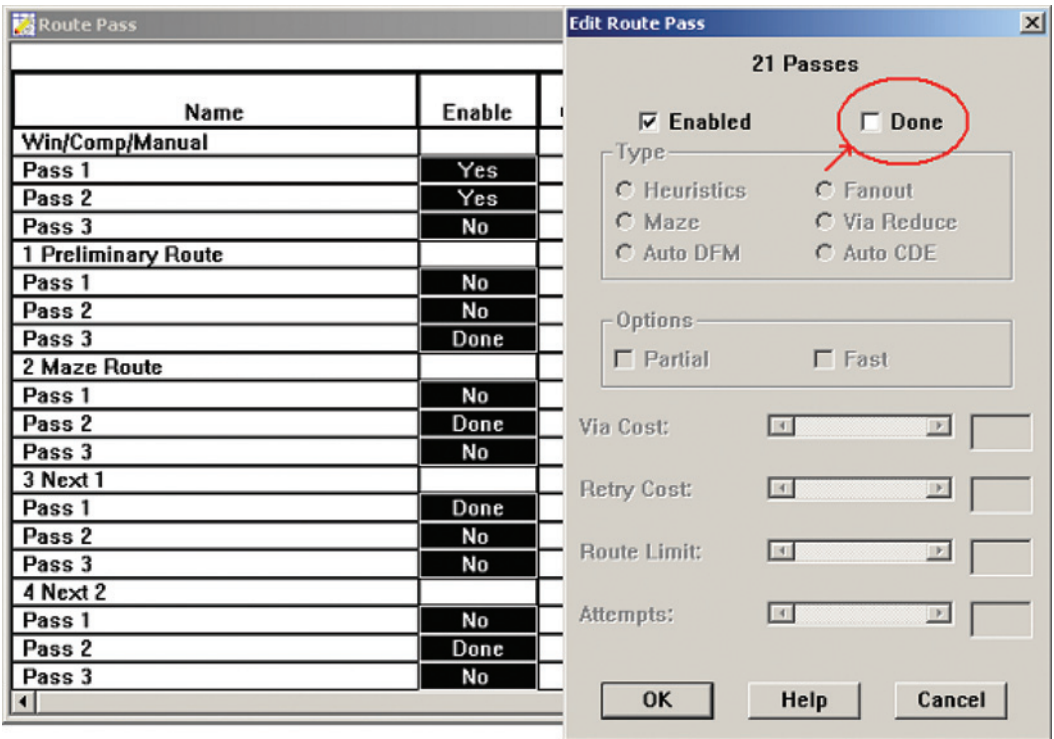 Route Pass
Name Enable
Win/Comp/Manual
Pass 1 Yes
Pass 2 Yes
Pass 3 No
1 Preliminary Route
Pass 1 No
Pass 2 No
Pass 3 Done
2 Maze Route
Pass 1 No
Pass 2 Done
Pass 3 No
3 Next 1
Pass 1 Done
Pass 2 No
Pass 3 No
4 Next 2
Pass 1 No
Pass 2 Done
Pass 3 No
Edit Route Pass
21 Passes
Enabled Done
Type
Heuristics Fanout
Maze Via Reduce
Auto DFM Auto CDE
Options
Partial Fast
Via Cost:
Retry Cost:
Route Limit:
Attempts:
OK Help Cancel